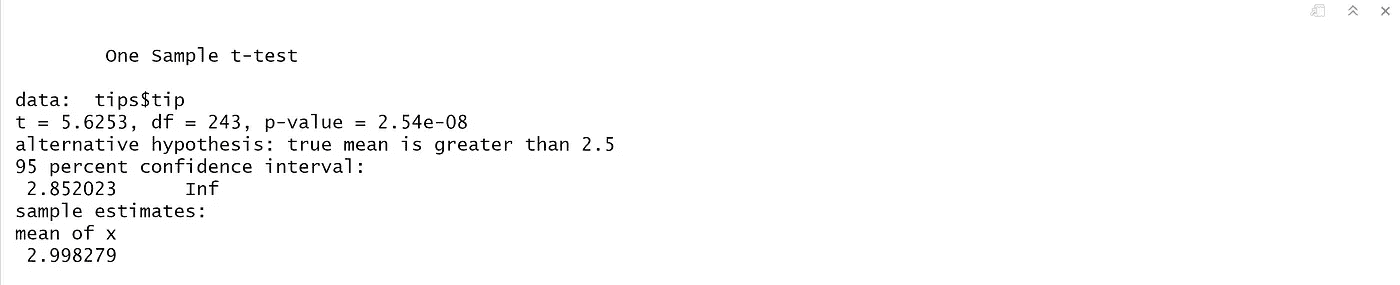 One Sample t-test
data:  tips$tip
t = 5.6253, df = 243, p-value = 2.54e-08
alternative hypothesis: true mean is greater than 2.5
95 percent confidence interval:
2.852023      Inf
sample estimates:
mean of x
2.998279